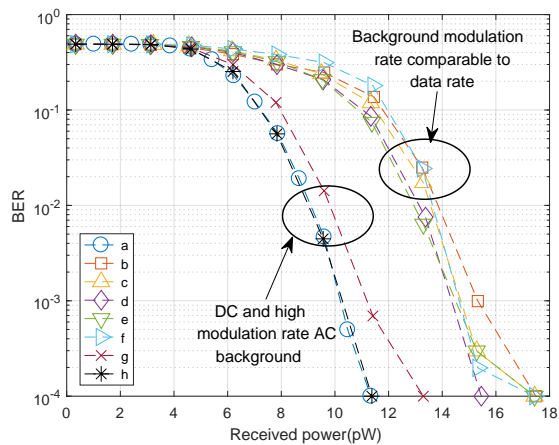 Background modulation
rate comparable to
data rate
DC and high
modulation rate AC
background
a
b
c
d
e
f
g
h
BER
10^0
10^-1
10^-2
10^-3
10^-4
0 2 4 6 8 10 12 14 16 18
Received power(pW)